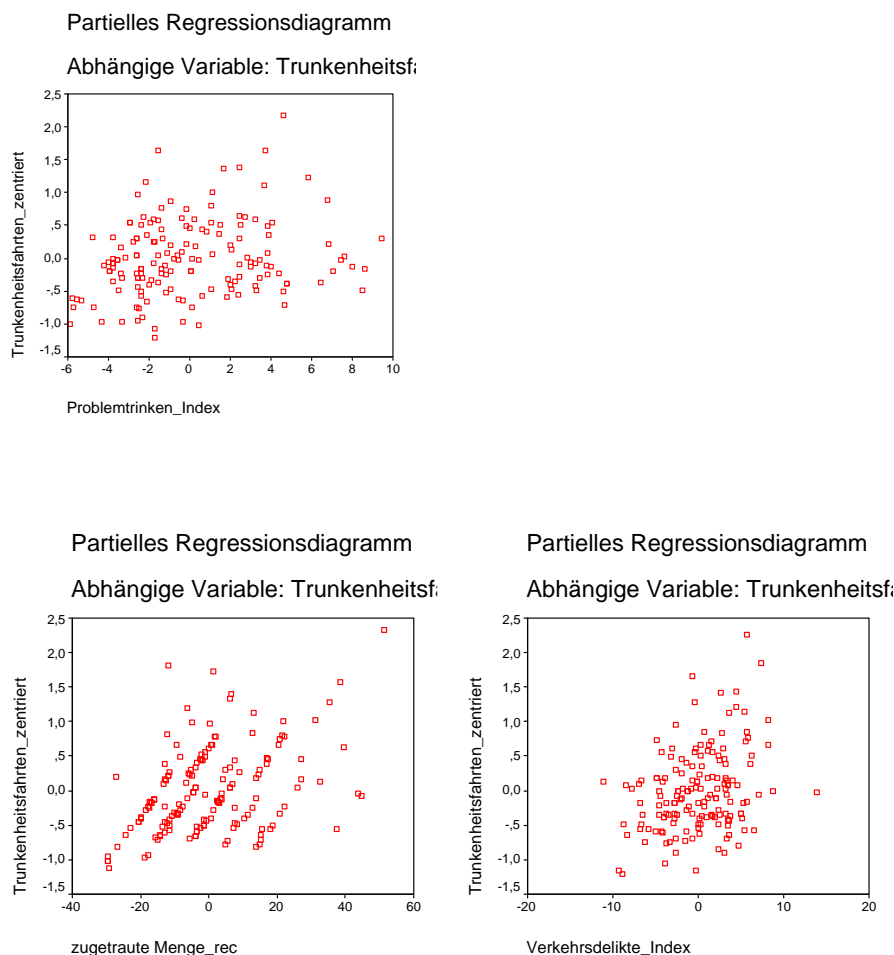 Partielles Regressionsdiagramm
Abhängige Variable: Trunkenheitsfa
Trunkenheitsfahrten_zentriert
2,5
2,0
1,5
1,0
,5
0,0
-,5
-1,0
-1,5
-6 -4 -2 0 2 4 6 8 10
Problemtrinken_Index
Partielles Regressionsdiagramm
Abhängige Variable: Trunkenheitsfa
Trunkenheitsfahrten_zentriert
2,5
2,0
1,5
1,0
,5
0,0
-,5
-1,0
-1,5
-40 -20 0 20 40 60
zugetraute Menge_rec
Partielles Regressionsdiagramm
Abhängige Variable: Trunkenheitsfa
Trunkenheitsfahrten_zentriert
2,5
2,0
1,5
1,0
,5
0,0
-,5
-1,0
-1,5
-20 -10 0 10 20
Verkehrsdelikte_Index